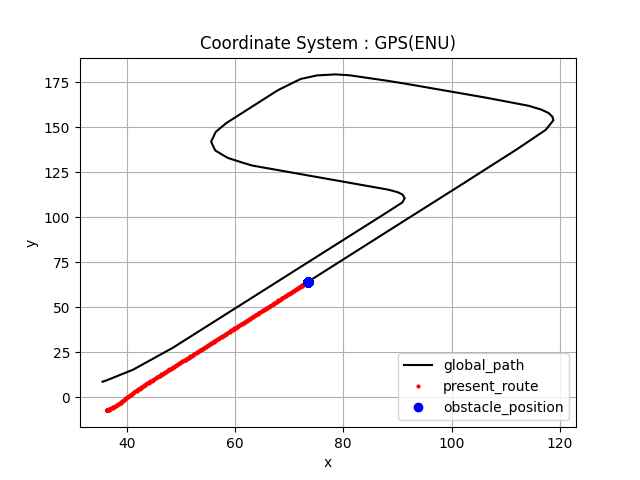 Coordinate System : GPS(ENU)
175
150
125
100
75
50
25
0
y
40
60
80
100
120
x
global_path
present_route
obstacle_position